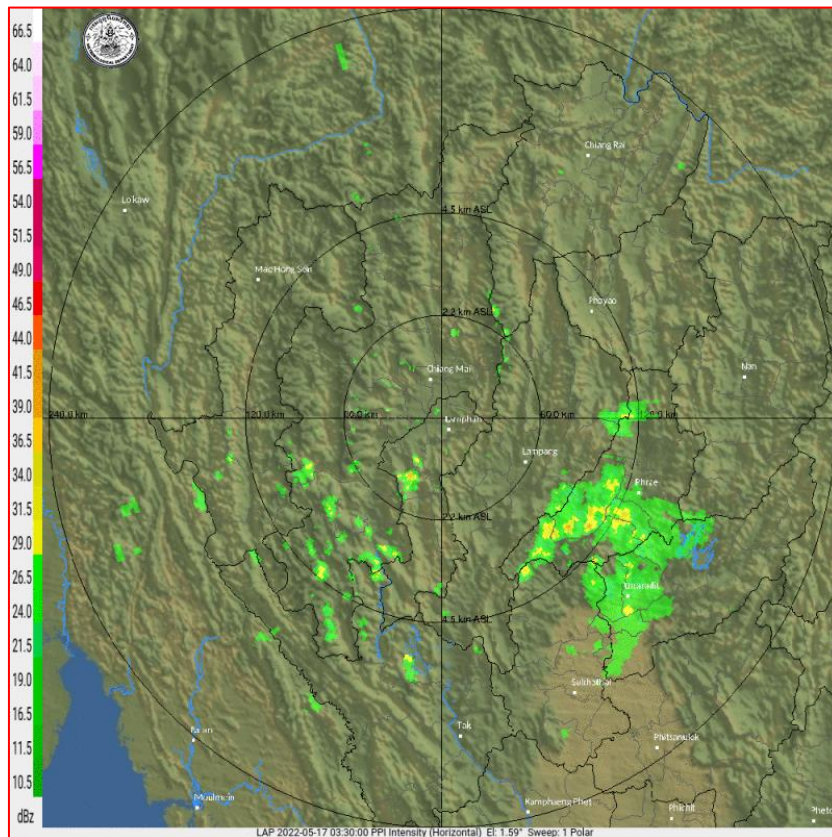 66.5
64.0
61.5
59.0
56.5
54.5
51.5
49.0
46.5
44.0
41.5
39.0
36.5
34.0
31.5
29.0
26.5
24.0
21.5
19.0
16.5
11.5
10.5
dBz
Chiang Rai
Loikaw
4.5 km ASL
Mae Hong Son
Phayao
2.2 km ASL
Nan
Chiang Mai
240.0 km
120.0 km
60.0 km
60.0 km
120.0 km
Lamphun
Lampang
Phrae
2.2 km ASL
Uttaradit
4.5 km ASL
Sukhothai
Tak
Phitsanulok
Moulmein
Kamphaeng Phet
Phichit
LAP 2022-05-17 03:30:00 PPI Intensity (Horizontal) El: 1.59° Sweep: 1 Polar